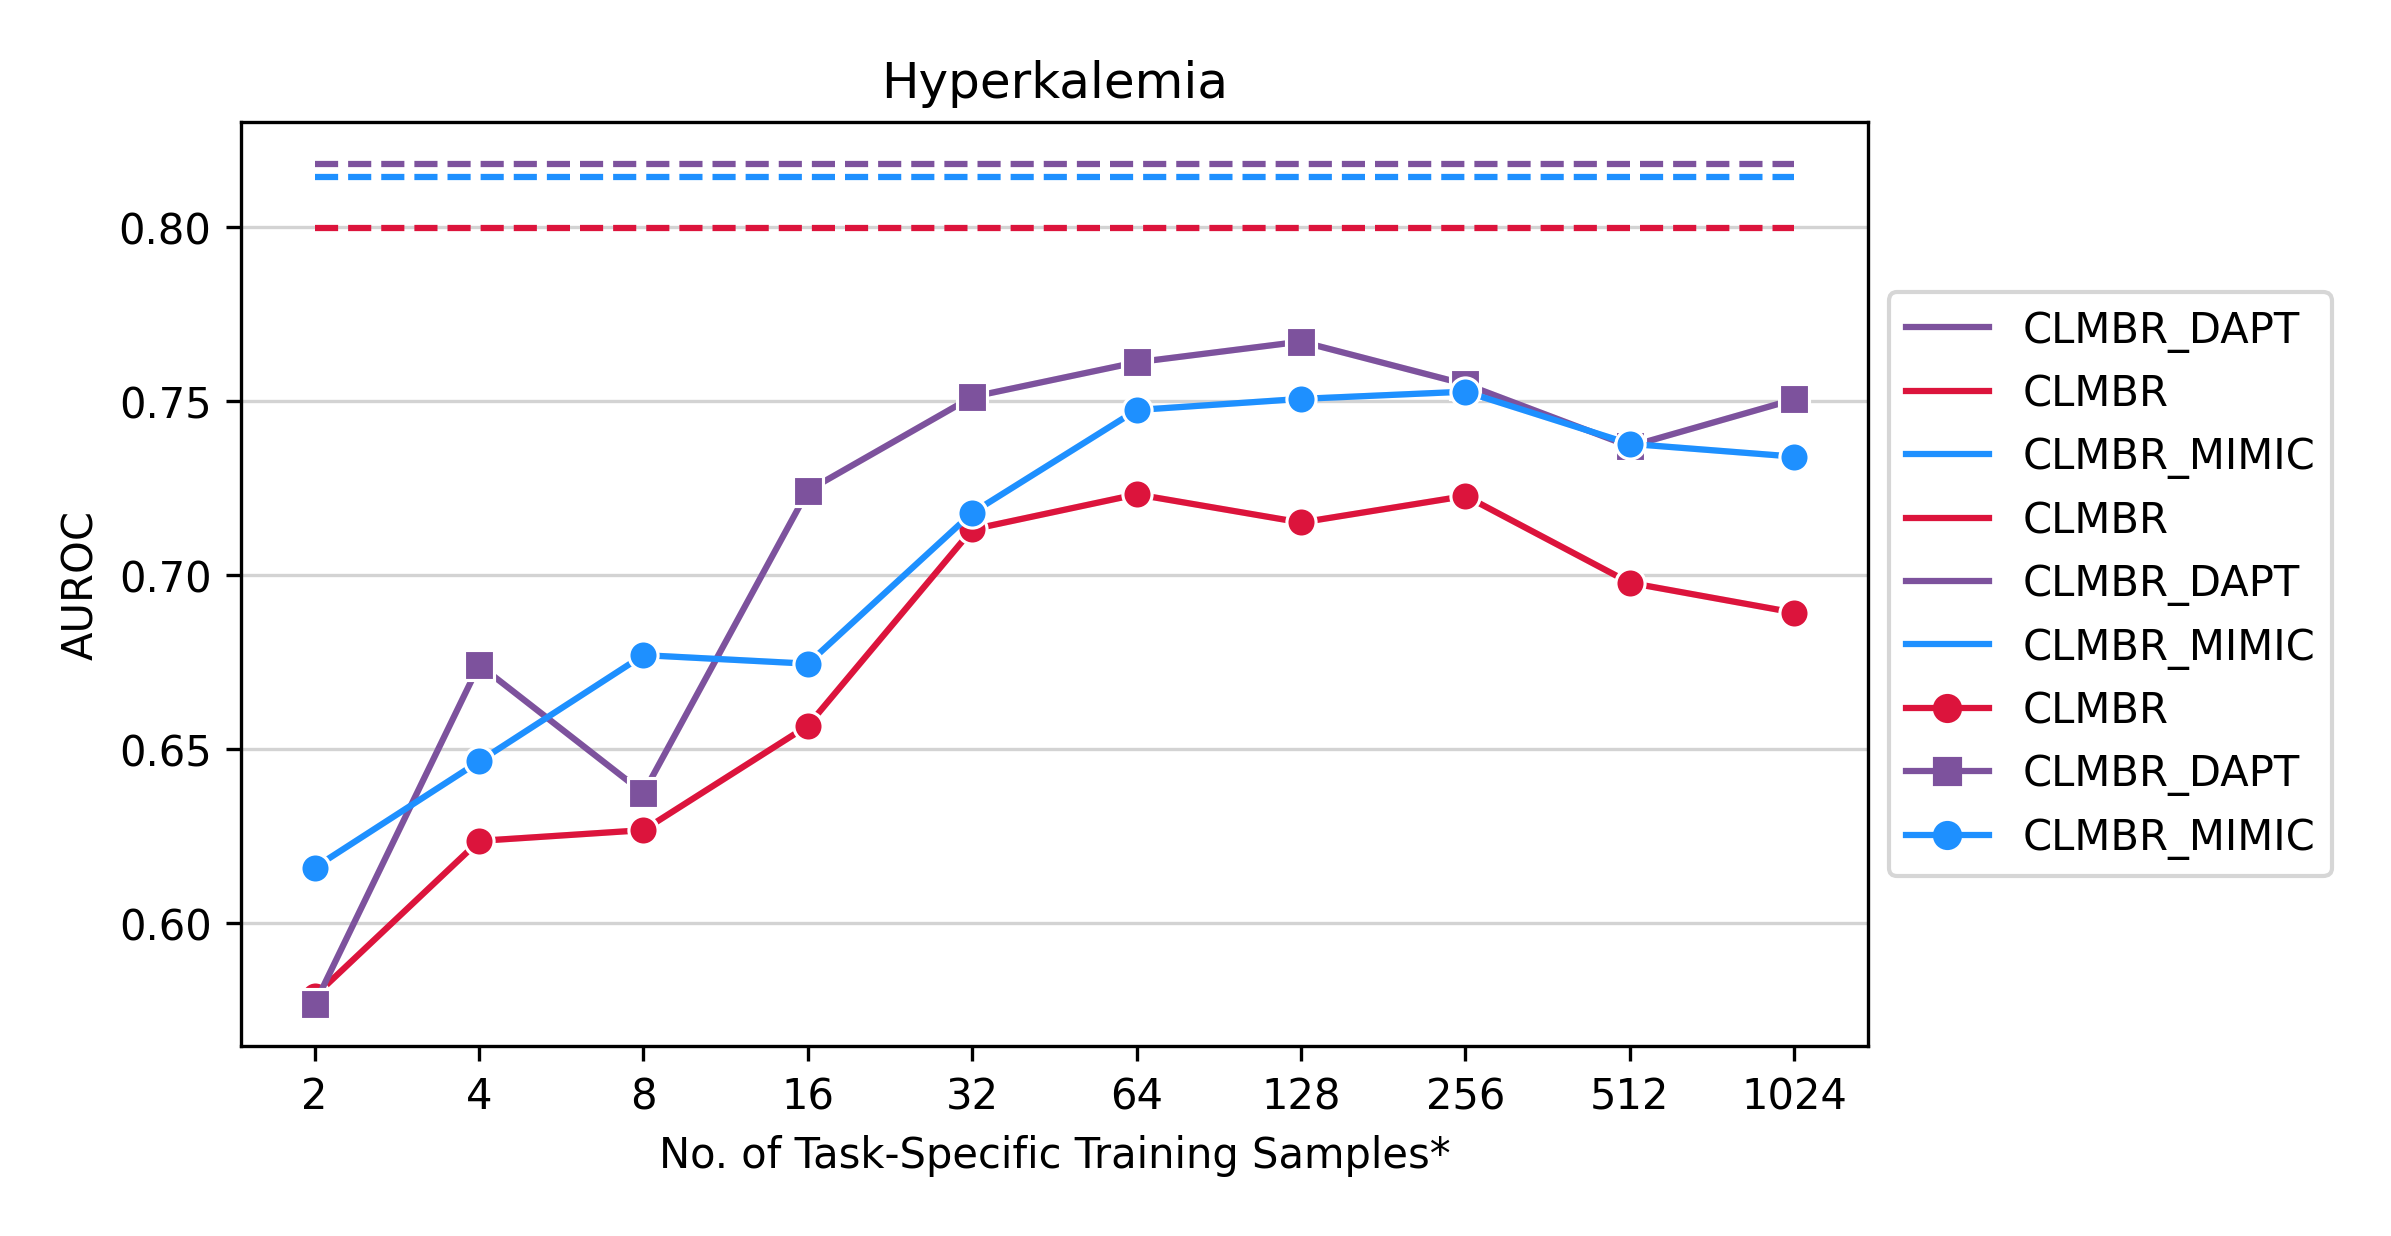 Hyperkalemia
AUROC
0.80
0.75
0.70
0.65
0.60
2 4 8 16 32 64 128 256 512 1024
No. of Task-Specific Training Samples*
CLMBR_DAPT
CLMBR
CLMBR_MIMIC
CLMBR
CLMBR_DAPT
CLMBR_MIMIC
CLMBR
CLMBR_DAPT
CLMBR_MIMIC